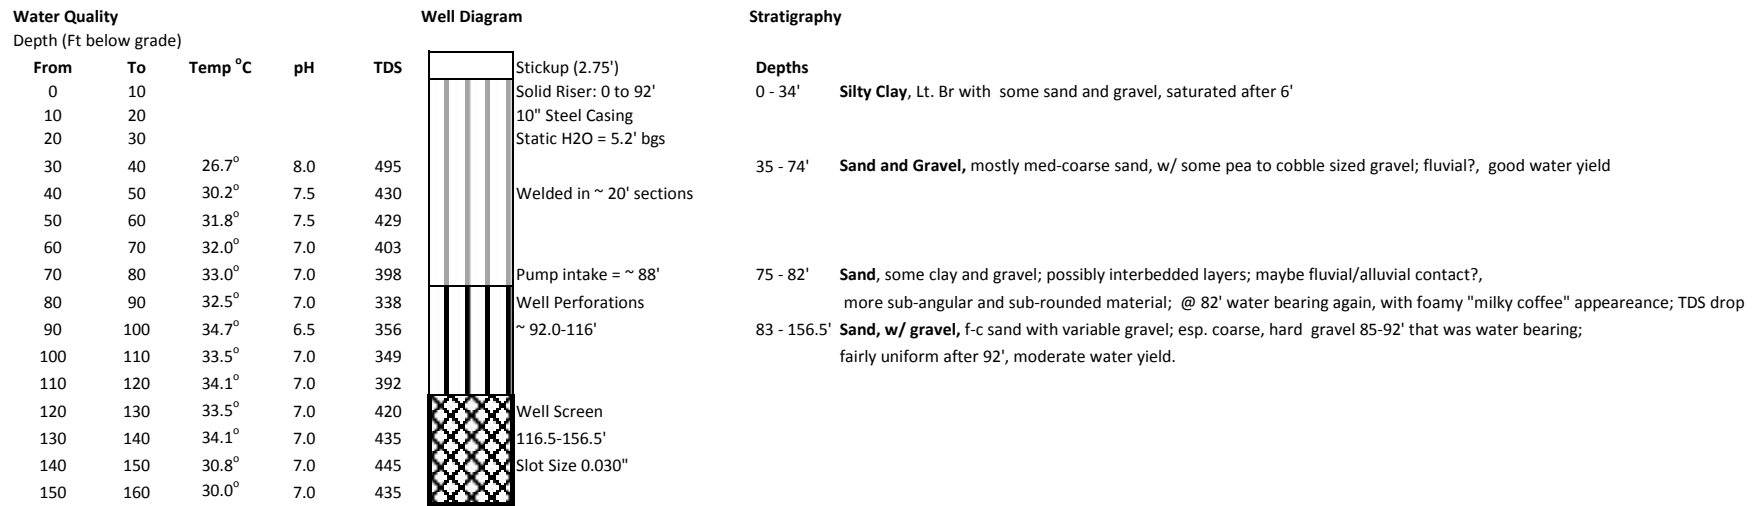 Water Quality Well Diagram Stratigraphy
Depth (Ft below grade)
From To Temp °C pH TDS Stickup (2.75') Depths
0 10 Solid Riser: 0 to 92' 0 - 34' Silty Clay, Lt. Br with some sand and gravel, saturated after 6'
10 20 10" Steel Casing
20 30 Static H2O = 5.2' bgs
30 40 26.7° 8.0 495 35 - 74' Sand and Gravel, mostly med-coarse sand, w/ some pea to cobble sized gravel; fluvial?, good water yield
40 50 30.2° 7.5 430 Welded in ~ 20' sections
50 60 31.8° 7.5 429
60 70 32.0° 7.0 403
70 80 33.0° 7.0 398 Pump intake = ~ 88' 75 - 82' Sand, some clay and gravel; possibly interbedded layers; maybe fluvial/alluvial contact?,
80 90 32.5° 7.0 338 Well Perforations more sub-angular and sub-rounded material; @ 82' water bearing again, with foamy "milky coffee" appeareance; TDS drop
90 100 34.7° 6.5 356 ~ 92.0-116' 83 - 156.5' Sand, w/ gravel, f-c sand with variable gravel; esp. coarse, hard gravel 85-92' that was water bearing;
100 110 33.5° 7.0 349 fairly uniform after 92', moderate water yield.
110 120 34.1° 7.0 392
120 130 33.5° 7.0 420 Well Screen
130 140 34.1° 7.0 435 116.5-156.5'
140 150 30.8° 7.0 445 Slot Size 0.030"
150 160 30.0° 7.0 435